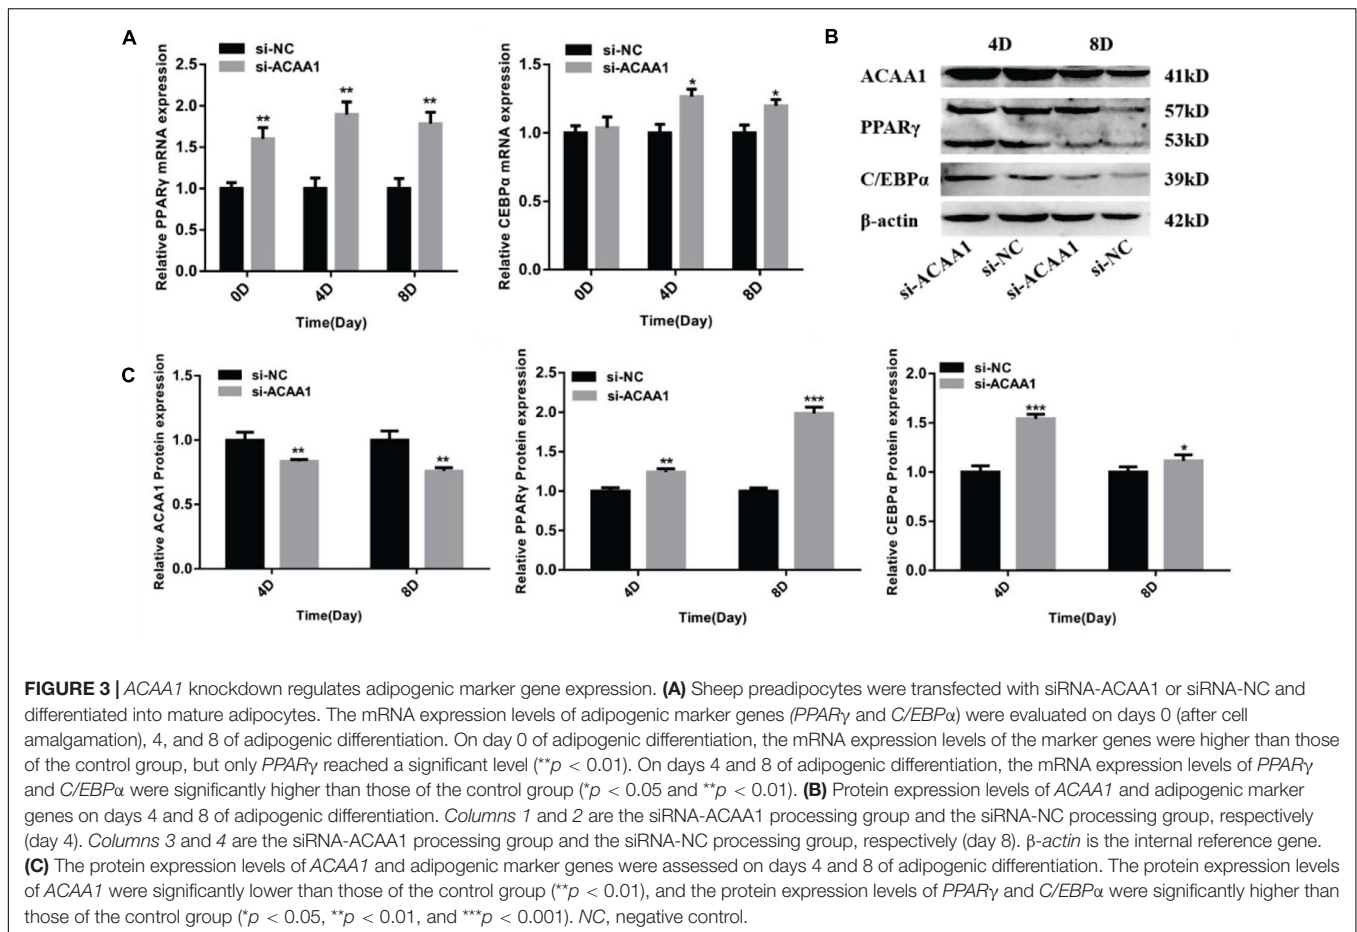 A
si-NC
si-ACAA1
Relative PPARγ mRNA expression
2.5
2.0
1.5
1.0
0.5
0.0
**
**
**
0D
4D
8D
Time(Day)
si-NC
si-ACAA1
Relative CEBPα mRNA expression
1.5
1.0
0.5
0.0
*
*
0D
4D
8D
Time(Day)
B
4D 8D
ACAA1 41kD
PPARγ 57kD
53kD
C/EBPα 39kD
β-actin 42kD
si-ACAA1 si-NC si-ACAA1 si-NC
C
si-NC
si-ACAA1
Relative ACAA1 Protein expression
1.5
1.0
0.5
0.0
**
**
4D
8D
Time(Day)
si-NC
si-ACAA1
Relative PPARγ Protein expression
2.5
2.0
1.5
1.0
0.5
0.0
**
***
4D
8D
Time(Day)
si-NC
si-ACAA1
Relative CEBPα Protein expression
2.0
1.5
1.0
0.5
0.0
***
*
4D
8D
Time(Day)
FIGURE 3 | ACAA1 knockdown regulates adipogenic marker gene expression. (A) Sheep preadipocytes were transfected with siRNA-ACAA1 or siRNA-NC and
differentiated into mature adipocytes. The mRNA expression levels of adipogenic marker genes (PPARγ and C/EBPα) were evaluated on days 0 (after cell
amalgamation), 4, and 8 of adipogenic differentiation. On day 0 of adipogenic differentiation, the mRNA expression levels of the marker genes were higher than those
of the control group, but only PPARγ reached a significant level (**p < 0.01). On days 4 and 8 of adipogenic differentiation, the mRNA expression levels of PPARγ
and C/EBPα were significantly higher than those of the control group (*p < 0.05 and **p < 0.01). (B) Protein expression levels of ACAA1 and adipogenic marker
genes on days 4 and 8 of adipogenic differentiation. Columns 1 and 2 are the siRNA-ACAA1 processing group and the siRNA-NC processing group, respectively
(day 4). Columns 3 and 4 are the siRNA-ACAA1 processing group and the siRNA-NC processing group, respectively (day 8). β-actin is the internal reference gene.
(C) The protein expression levels of ACAA1 and adipogenic marker genes were assessed on days 4 and 8 of adipogenic differentiation. The protein expression levels
of ACAA1 were significantly lower than those of the control group (**p < 0.01), and the protein expression levels of PPARγ and C/EBPα were significantly higher than
those of the control group (*p < 0.05, **p < 0.01, and ***p < 0.001). NC, negative control.